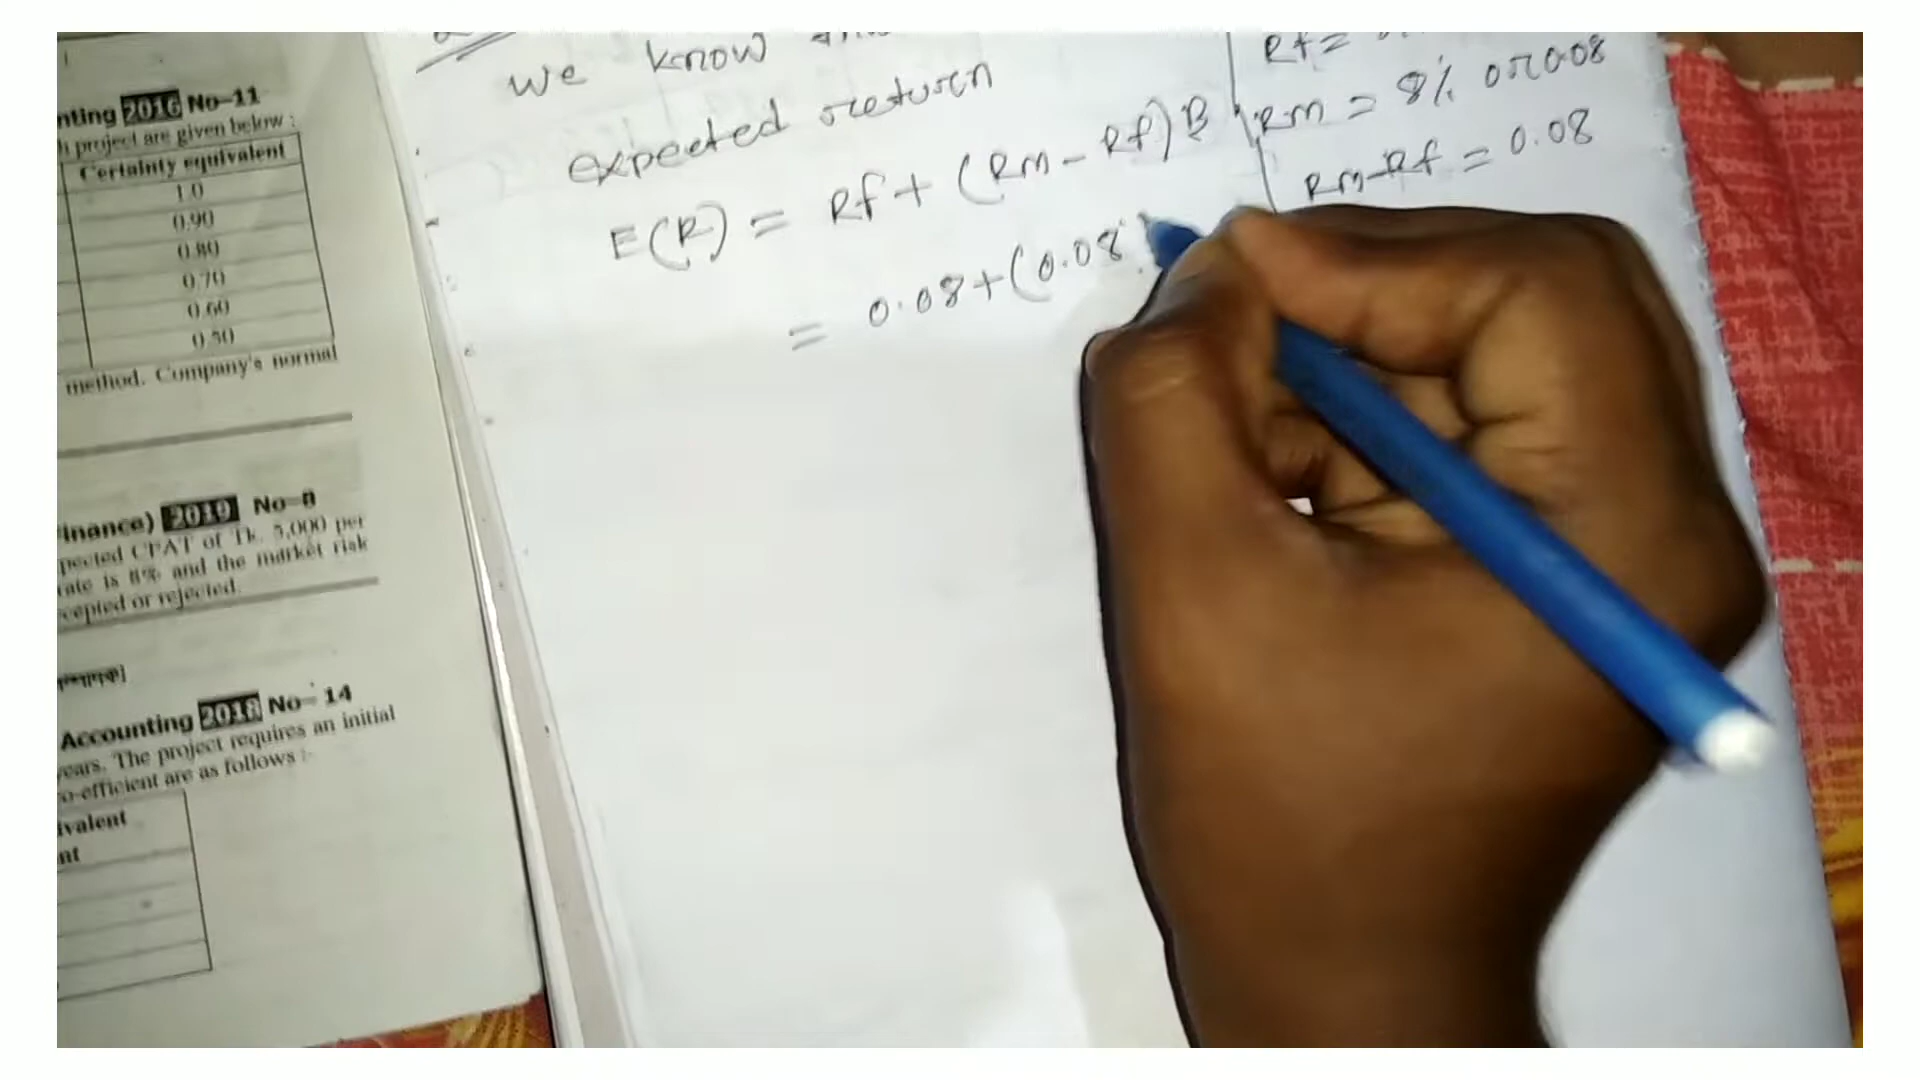 nting 2016 No-11
h project are given below :
Certainty equivalent
1.0
0.90
0.80
0.70
0.60
0.50
method. Company's normal
inance) 2019 No-8
pected CFAT of Tk. 5,000 per
ate is 8% and the market risk
cepted or rejected.
Accounting 2018 No- 14
years. The project requires an initial
o-efficient are as follows :
ivalent
nt
we know
expected return
E(R) = Rf + (Rm - Rf) B
= 0.08 + (0.08
Rf =
Rm = 8% or 0.08
Rm-Rf = 0.08